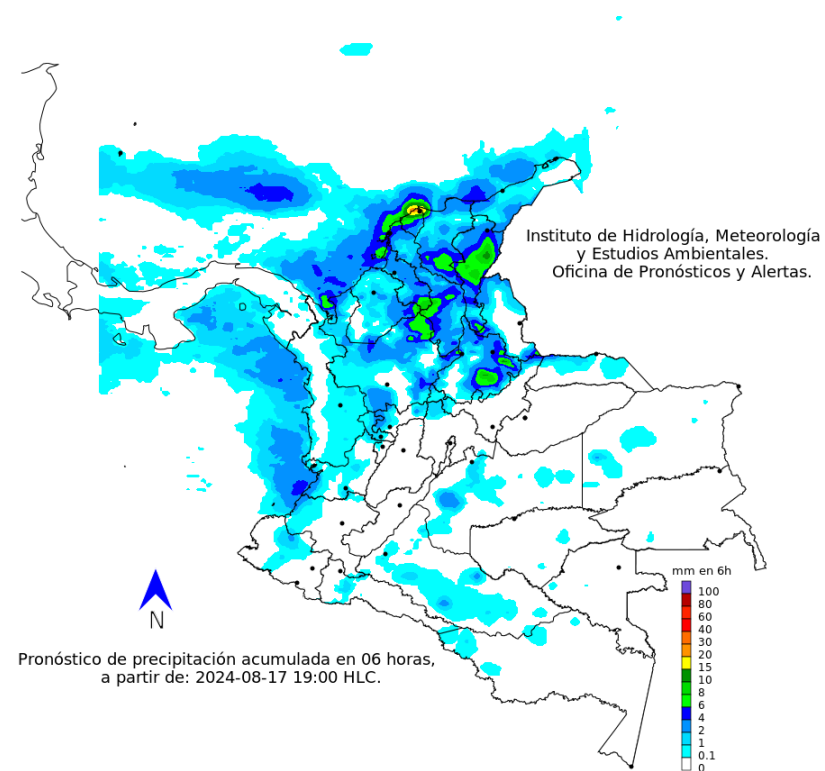 Instituto de Hidrología, Meteorología
y Estudios Ambientales.
Oficina de Pronósticos y Alertas.
mm en 6h
100
80
60
40
30
20
15
10
8
6
4
2
1
0.1
0
N
Pronóstico de precipitación acumulada en 06 horas,
a partir de: 2024-08-17 19:00 HLC.